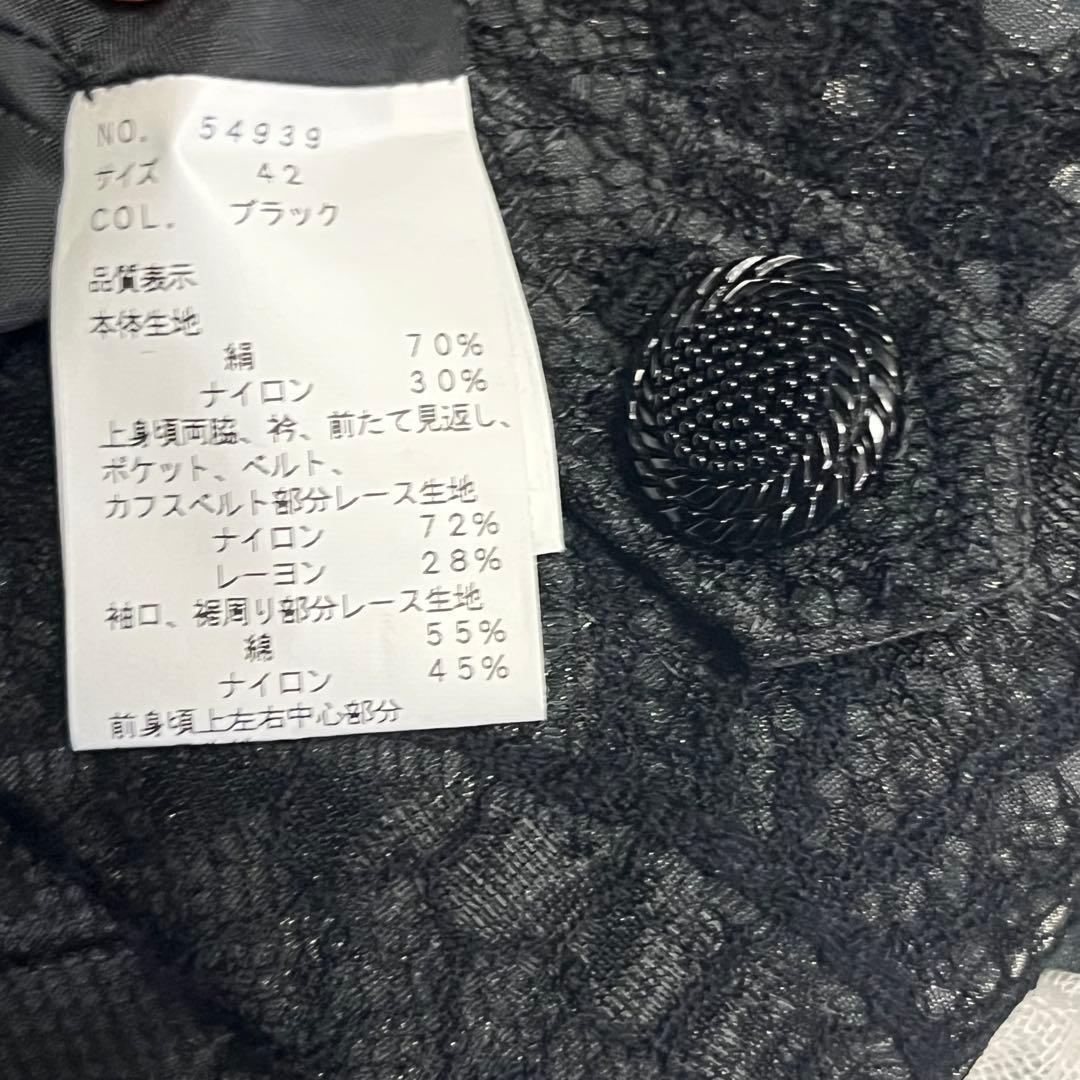 NO. 54939
サイズ 42
COL. ブラック
品質表示
本体生地
絹 70%
ナイロン 30%
上身頃両脇、衿、前たて見返し、
ポケット、ベルト、
カフスベルト部分レース生地
ナイロン 72%
レーヨン 28%
袖口、裾周り部分レース生地
綿 55%
ナイロン 45%
前身頃上左右中心部分